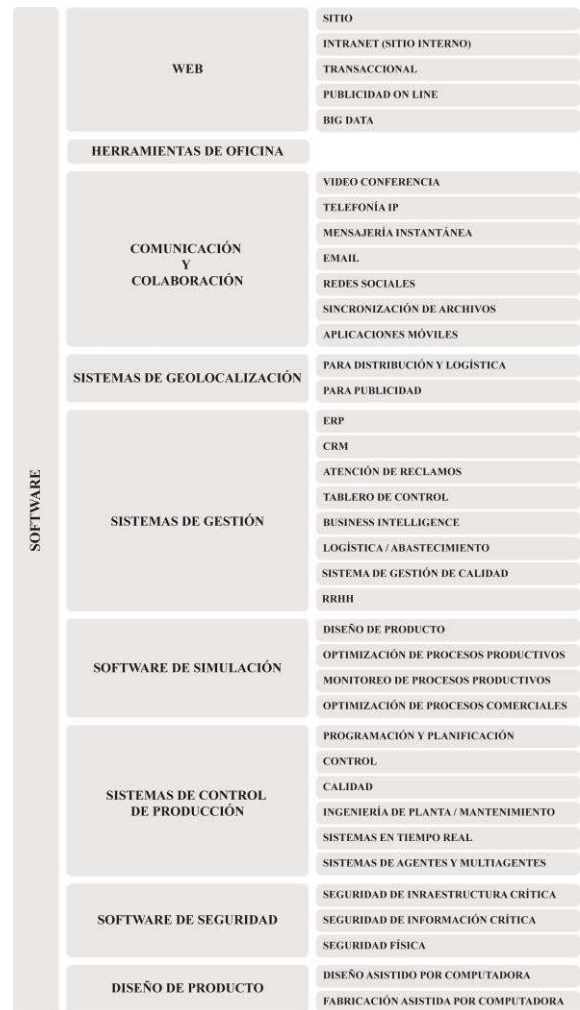 SOFTWARE
WEB
SITIO
INTRANET (SITIO INTERNO)
TRANSACCIONAL
PUBLICIDAD ON LINE
BIG DATA
HERRAMIENTAS DE OFICINA
COMUNICACIÓN
Y
COLABORACIÓN
VIDEO CONFERENCIA
TELEFONÍA IP
MENSAJERÍA INSTANTÁNEA
EMAIL
REDES SOCIALES
SINCRONIZACIÓN DE ARCHIVOS
APLICACIONES MÓVILES
SISTEMAS DE GEOLOCALIZACIÓN
PARA DISTRIBUCIÓN Y LOGÍSTICA
PARA PUBLICIDAD
SISTEMAS DE GESTIÓN
ERP
CRM
ATENCIÓN DE RECLAMOS
TABLERO DE CONTROL
BUSINESS INTELLIGENCE
LOGÍSTICA / ABASTECIMIENTO
SISTEMA DE GESTIÓN DE CALIDAD
RRHH
SOFTWARE DE SIMULACIÓN
DISEÑO DE PRODUCTO
OPTIMIZACIÓN DE PROCESOS PRODUCTIVOS
MONITOREO DE PROCESOS PRODUCTIVOS
OPTIMIZACIÓN DE PROCESOS COMERCIALES
SISTEMAS DE CONTROL
DE PRODUCCIÓN
PROGRAMACIÓN Y PLANIFICACIÓN
CONTROL
CALIDAD
INGENIERÍA DE PLANTA / MANTENIMIENTO
SISTEMAS EN TIEMPO REAL
SISTEMAS DE AGENTES Y MULTIAGENTES
SOFTWARE DE SEGURIDAD
SEGURIDAD DE INRAESTRUCTURA CRÍTICA
SEGURIDAD DE INFORMACIÓN CRÍTICA
SEGURIDAD FÍSICA
DISEÑO DE PRODUCTO
DISEÑO ASISTIDO POR COMPUTADORA
FABRICACIÓN ASISTIDA POR COMPUTADORA